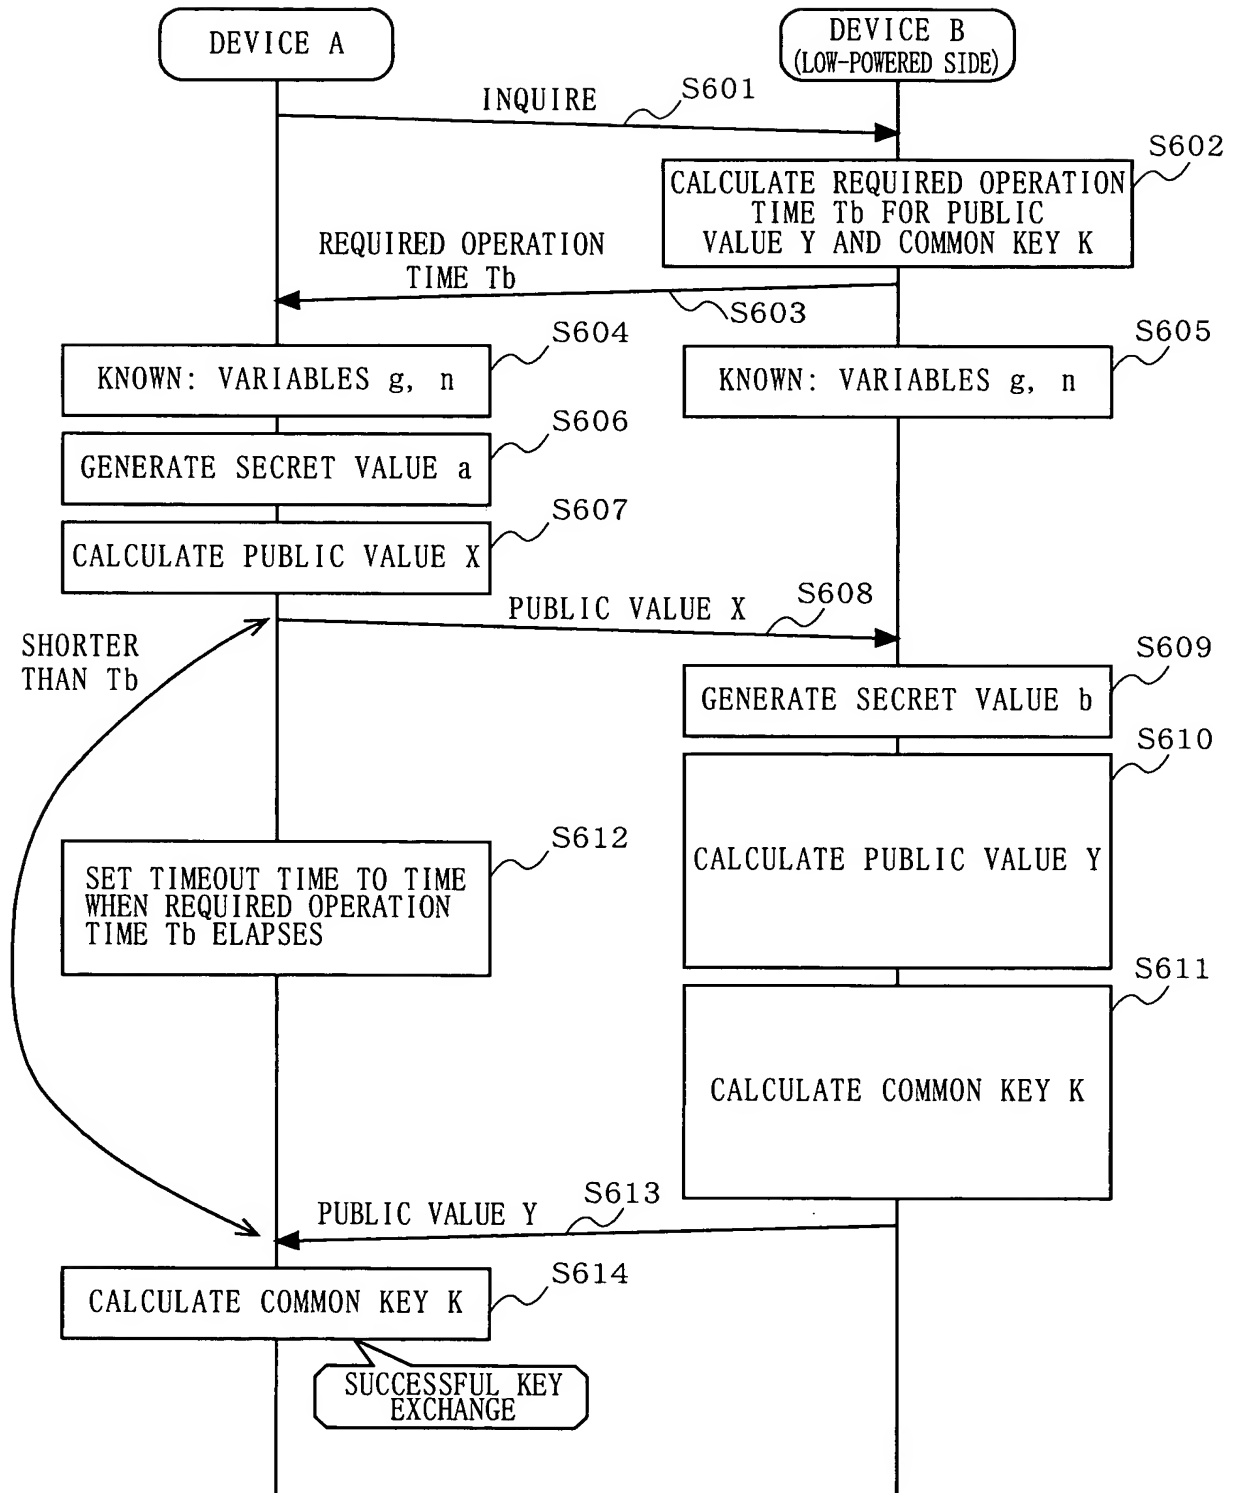 DEVICE A
DEVICE B
(LOW-POWERED SIDE)
INQUIRE
S601
S602
CALCULATE REQUIRED OPERATION
TIME Tb FOR PUBLIC
VALUE Y AND COMMON KEY K
REQUIRED OPERATION
TIME Tb
S603
S604
KNOWN: VARIABLES g, n
S605
KNOWN: VARIABLES g, n
S606
GENERATE SECRET VALUE a
S607
CALCULATE PUBLIC VALUE X
PUBLIC VALUE X
S608
SHORTER
THAN Tb
S609
GENERATE SECRET VALUE b
S610
CALCULATE PUBLIC VALUE Y
S612
SET TIMEOUT TIME TO TIME
WHEN REQUIRED OPERATION
TIME Tb ELAPSES
S611
CALCULATE COMMON KEY K
PUBLIC VALUE Y
S613
S614
CALCULATE COMMON KEY K
SUCCESSFUL KEY
EXCHANGE